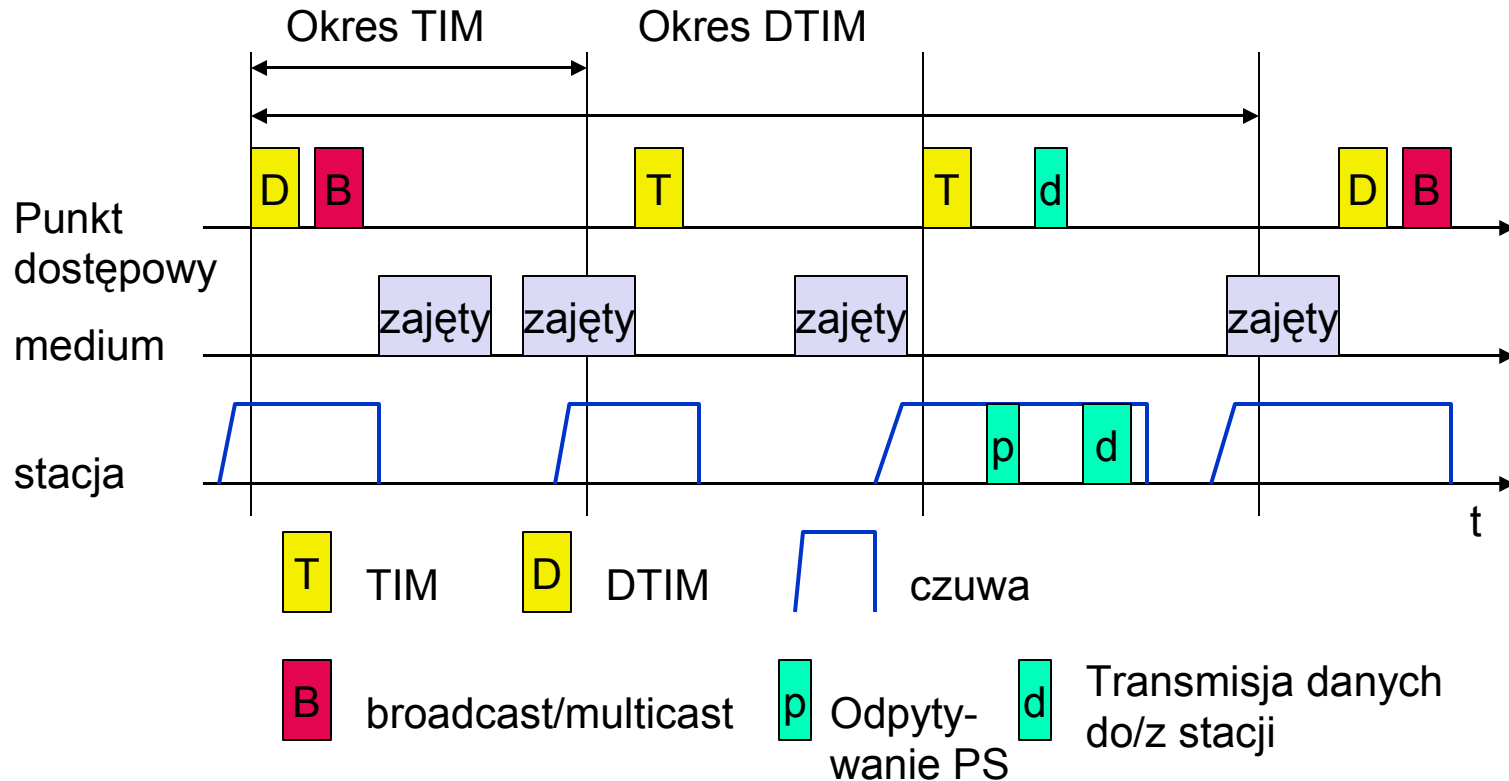 Okres TIM
Okres DTIM
D
B
T
T
d
D
B
Punkt
dostępowy
zajęty
zajęty
zajęty
zajęty
medium
p
d
stacja
t
T
TIM
D
DTIM
czuwa
B
broadcast/multicast
p
Odpyty-
wanie PS
d
Transmisja danych
do/z stacji